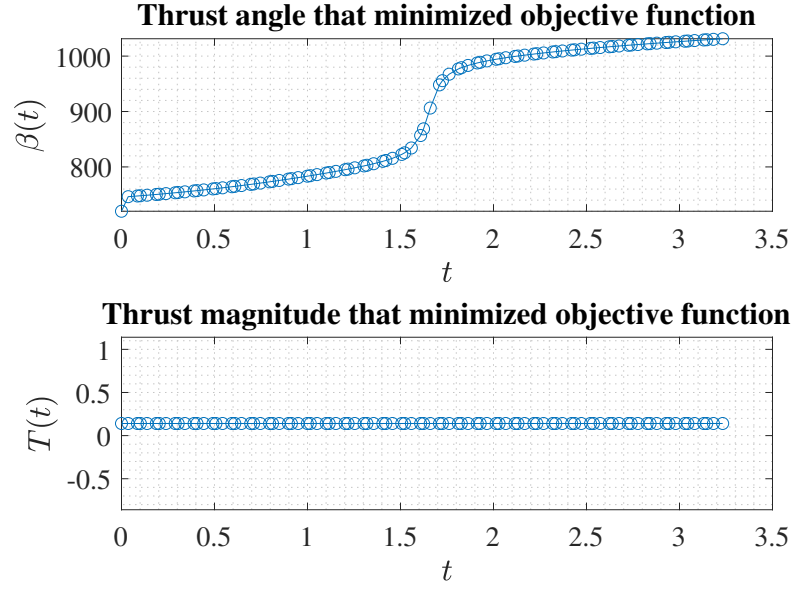 Thrust angle that minimized objective function
1000
900
800
β(t)
0 0.5 1 1.5 2 2.5 3 3.5
t
Thrust magnitude that minimized objective function
1
0.5
0
-0.5
T(t)
0 0.5 1 1.5 2 2.5 3 3.5
t